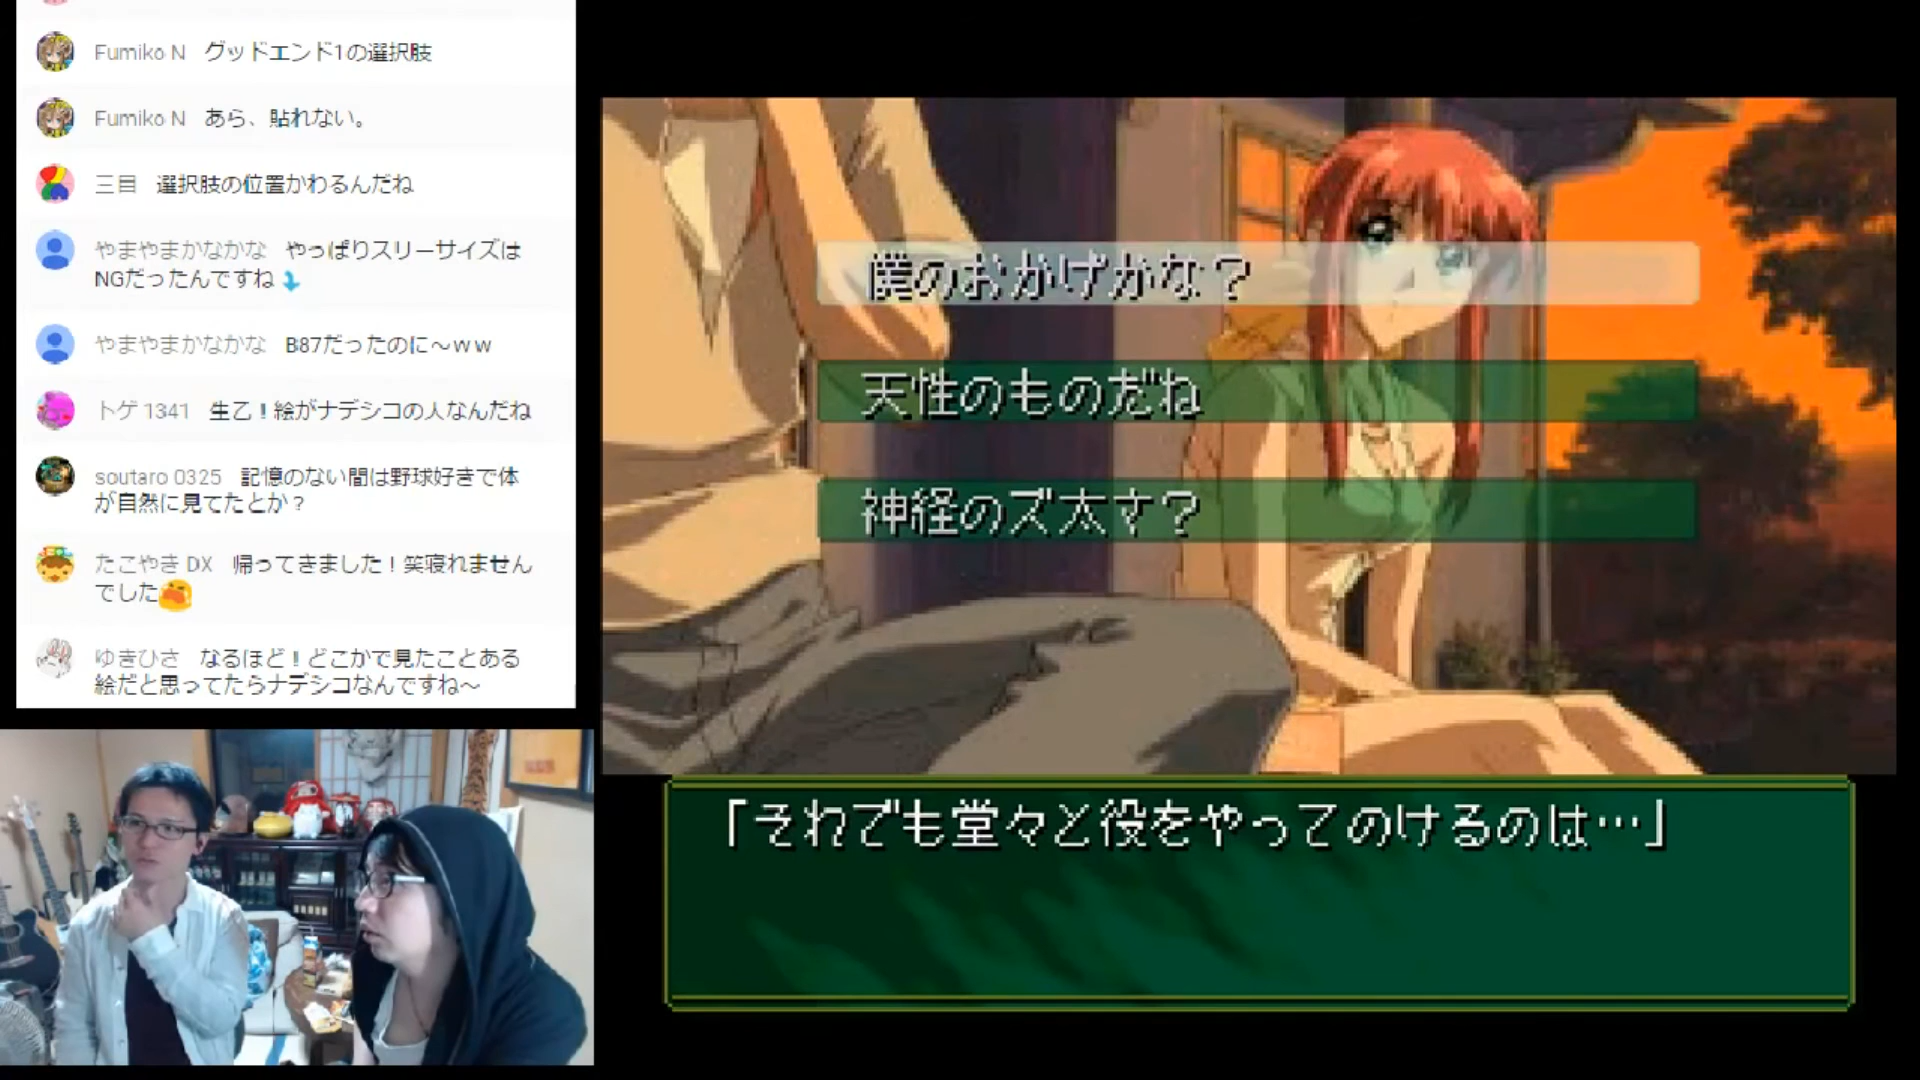 Fumiko N グッドエンド1の選択肢
Fumiko N あら、貼れない。
三目 選択肢の位置かわるんだね
やまやまかなかな やっぱりスリーサイズは
NGだったんですね
やまやまかなかな B87だったのに～ww
トゲ1341 生乙！絵がナデシコの人なんだね
soutaro 0325 記憶のない間は野球好きで体
が自然に見てたとか？
たこやきDX 帰ってきました！笑寝れません
でした
ゆきひさ なるほど！どこかで見たことある
絵だと思ってたらナデシコなんですね～
僕のおかげかな？
天性のものだね
神経のズ太さ？
「それでも堂々と役をやってのけるのは…」